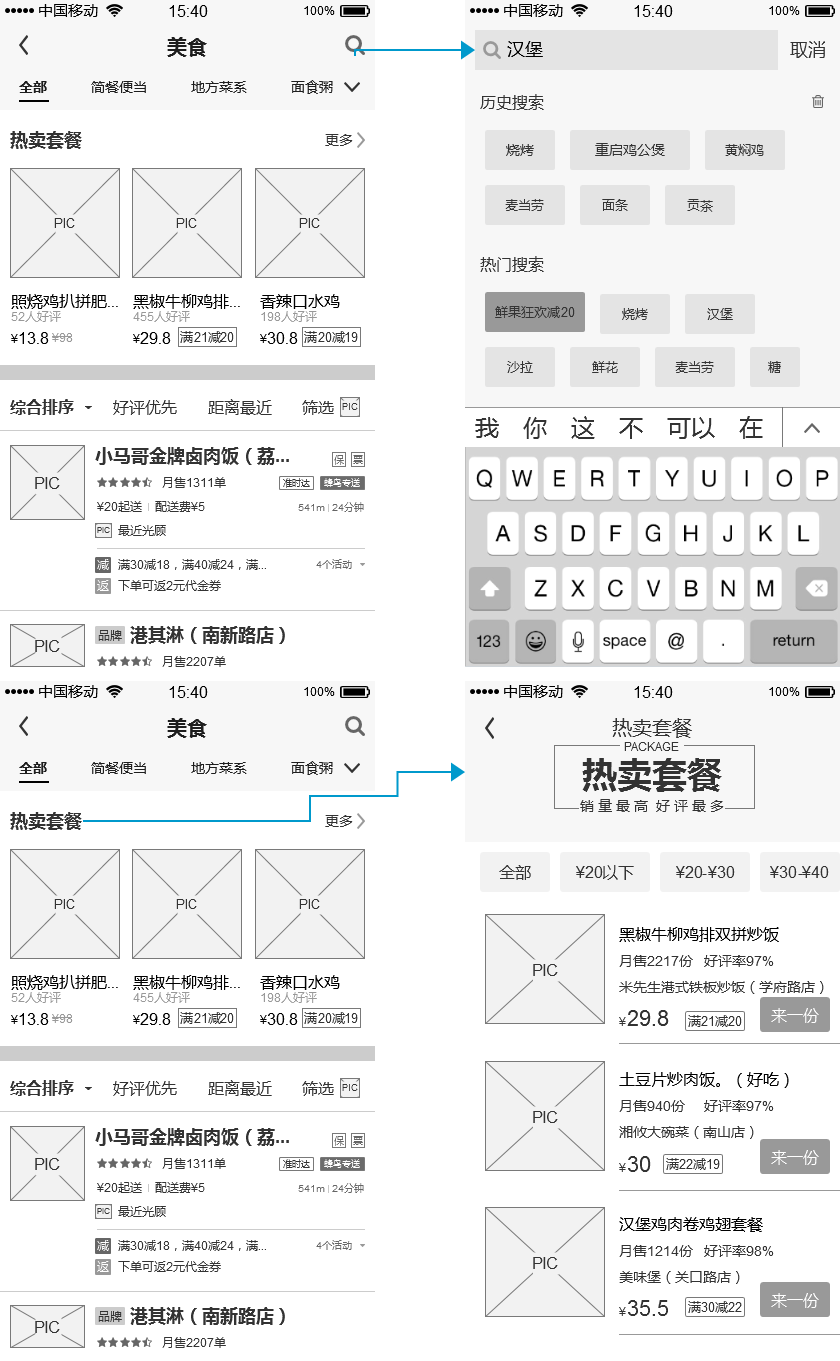 中国移动 15:40 100%
美食
全部 简餐便当 地方菜系 面食粥
热卖套餐 更多
PIC PIC PIC
照烧鸡扒拼肥... 黑椒牛柳鸡排... 香辣口水鸡
52人好评 455人好评 198人好评
¥13.8 ¥98 ¥29.8 满21减20 ¥30.8 满20减19
综合排序 好评优先 距离最近 筛选 PIC
PIC
小马哥金牌卤肉饭（荔... 保 票
月售1311单 准时达 蜂鸟专送
¥20起送 | 配送费¥5 541m | 24分钟
PIC 最近光顾
减 满30减18，满40减24，满... 4个活动
返 下单可返2元代金券
PIC
品牌 港其淋（南新路店）
月售2207单
中国移动 15:40 100%
汉堡 取消
历史搜索
烧烤 重启鸡公煲 黄焖鸡
麦当劳 面条 贡茶
热门搜索
鲜果狂欢减20 烧烤 汉堡
沙拉 鲜花 麦当劳 糖
我 你 这 不 可以 在
Q W E R T Y U I O P
A S D F G H J K L
Z X C V B N M
123 space @ . return
中国移动 15:40 100%
美食
全部 简餐便当 地方菜系 面食粥
热卖套餐 更多
PIC PIC PIC
照烧鸡扒拼肥... 黑椒牛柳鸡排... 香辣口水鸡
52人好评 455人好评 198人好评
¥13.8 ¥98 ¥29.8 满21减20 ¥30.8 满20减19
综合排序 好评优先 距离最近 筛选 PIC
PIC
小马哥金牌卤肉饭（荔... 保 票
月售1311单 准时达 蜂鸟专送
¥20起送 | 配送费¥5 541m | 24分钟
PIC 最近光顾
减 满30减18，满40减24，满... 4个活动
返 下单可返2元代金券
PIC
品牌 港其淋（南新路店）
月售2207单
中国移动 15:40 100%
热卖套餐
PACKAGE
热卖套餐
销量最高 好评最多
全部 ¥20以下 ¥20-¥30 ¥30-¥40
PIC
黑椒牛柳鸡排双拼炒饭
月售2217份 好评率97%
米先生港式铁板炒饭（学府路店）
¥29.8 满21减20 来一份
PIC
土豆片炒肉饭。（好吃）
月售940份 好评率97%
湘攸大碗菜（南山店）
¥30 满22减19 来一份
PIC
汉堡鸡肉卷鸡翅套餐
月售1214份 好评率98%
美味堡（关口路店）
¥35.5 满30减22 来一份